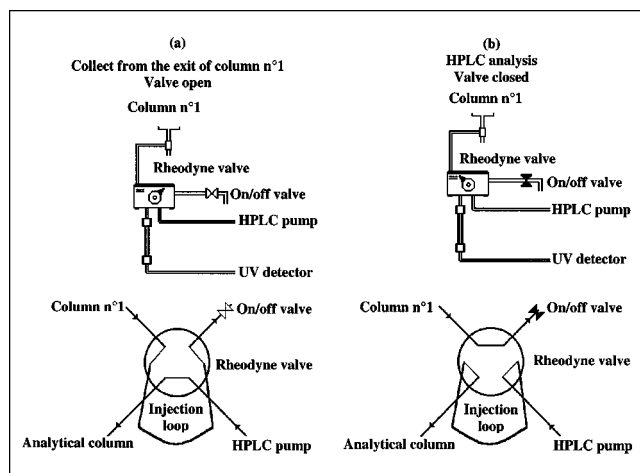 (a)
Collect from the exit of column n°1
Valve open
Column n°1
Rheodyne valve
On/off valve
HPLC pump
UV detector
Column n°1
On/off valve
Rheodyne valve
Injection
loop
Analytical column
HPLC pump
(b)
HPLC analysis
Valve closed
Column n°1
Rheodyne valve
On/off valve
HPLC pump
UV detector
Column n°1
On/off valve
Rheodyne valve
Injection
loop
Analytical column
HPLC pump